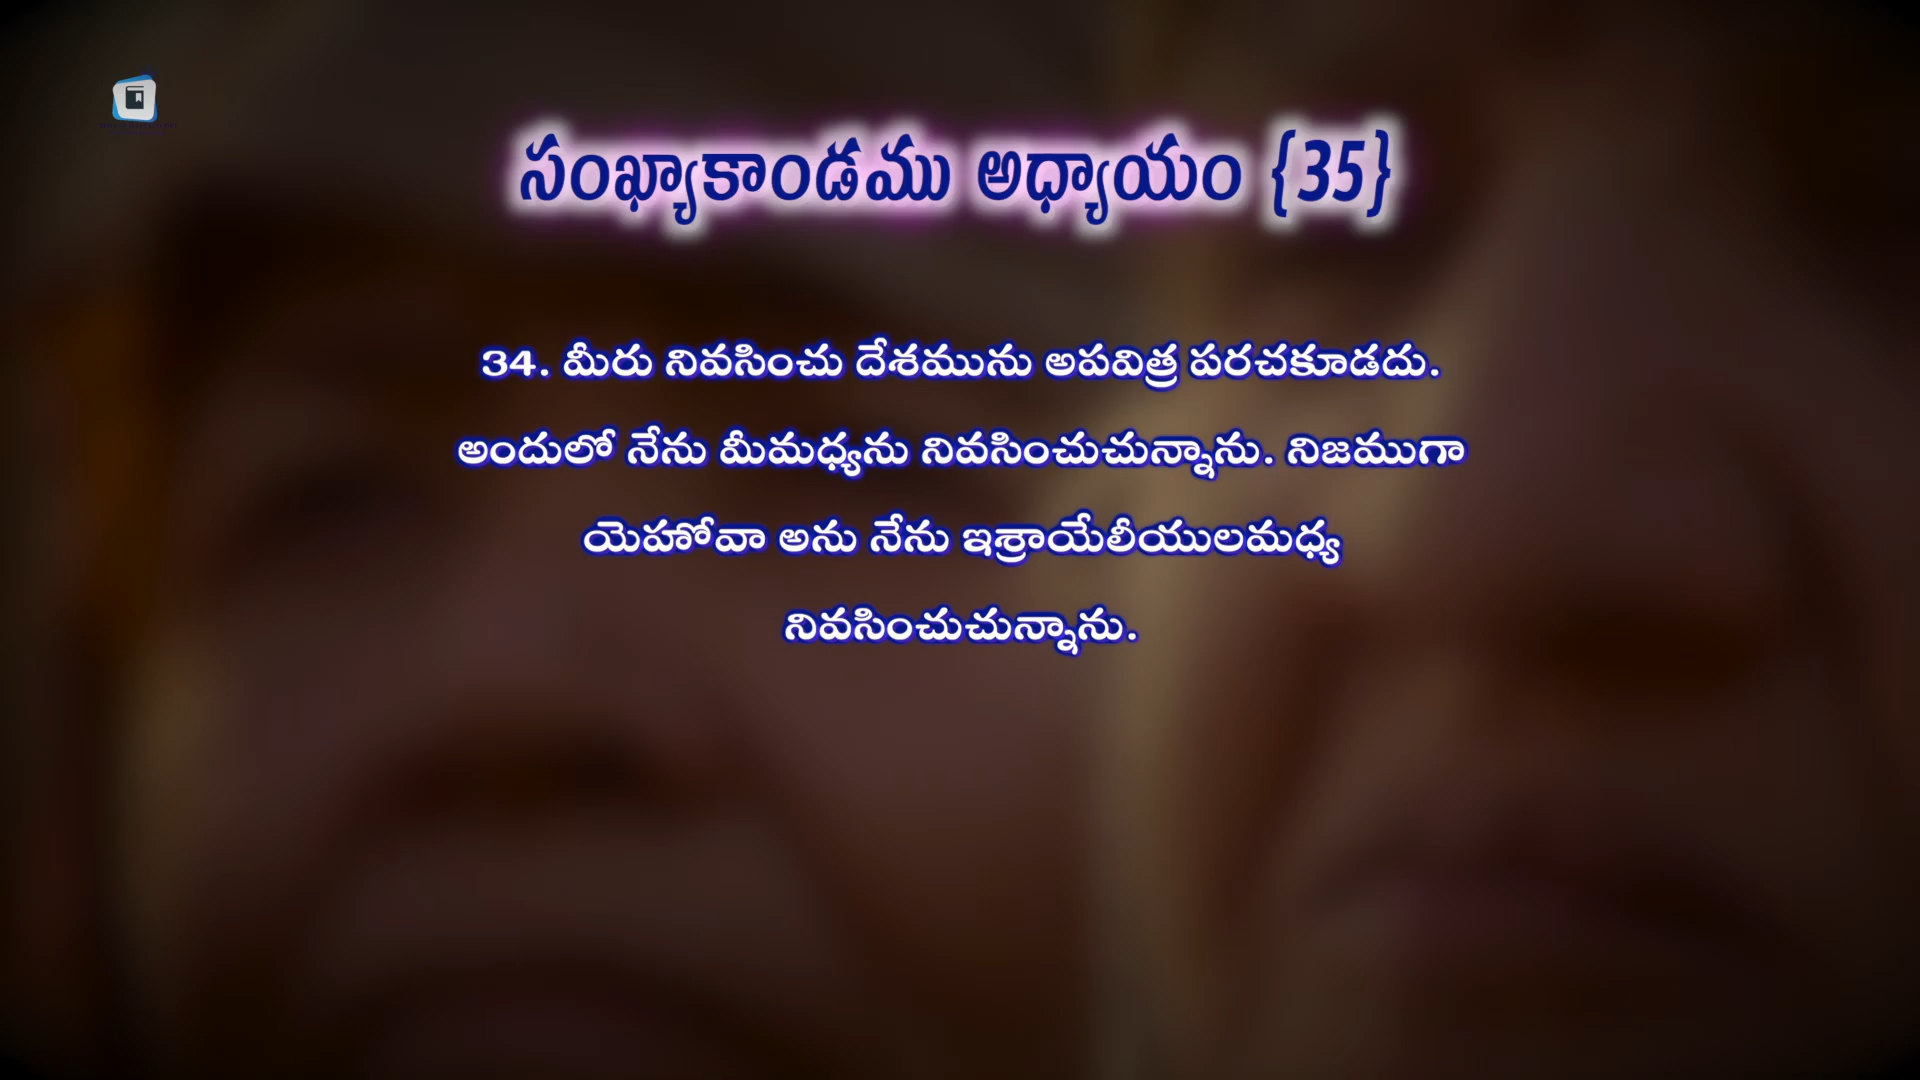 సంఖ్యాకాండము అధ్యాయం {35}
34. మీరు నివసించు దేశమును అపవిత్ర పరచకూడదు.
అందులో నేను మీమధ్యను నివసించుచున్నాను. నిజముగా
యెహోవా అను నేను ఇశ్రాయేలీయులమధ్య
నివసించుచున్నాను.